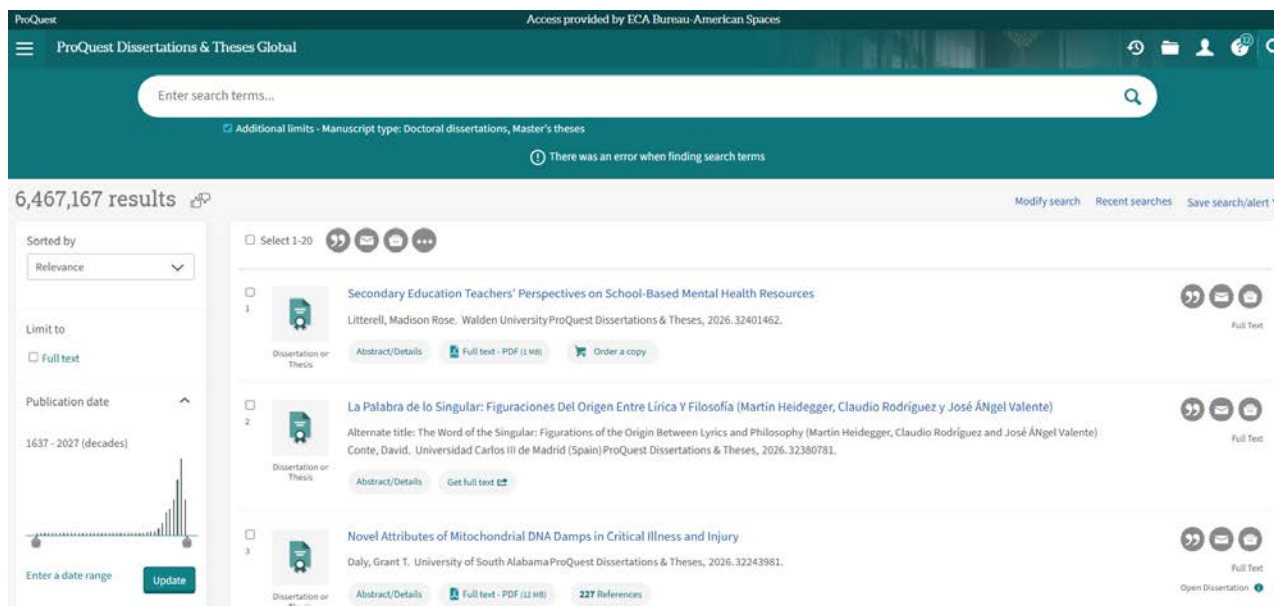 ProQuest
Access provided by ECA Bureau-American Spaces
ProQuest Dissertations & Theses Global
12
Enter search terms...
Additional limits - Manuscript type: Doctoral dissertations, Master's theses
There was an error when finding search terms
6,467,167 results
Modify search Recent searches Save search/alert
Sorted by
Relevance
Limit to
Full text
Publication date
1637 - 2027 (decades)
Enter a date range
Update
Select 1-20
1
Dissertation or
Thesis
Secondary Education Teachers' Perspectives on School-Based Mental Health Resources
Litterell, Madison Rose. Walden University ProQuest Dissertations & Theses, 2026. 32401462.
Abstract/Details Full text - PDF (1 MB) Order a copy
Full Text
2
Dissertation or
Thesis
La Palabra de lo Singular: Figuraciones Del Origen Entre Lírica Y Filosofía (Martin Heidegger, Claudio Rodríguez y José ÁNgel Valente)
Alternate title: The Word of the Singular: Figurations of the Origin Between Lyrics and Philosophy (Martin Heidegger, Claudio Rodríguez and José ÁNgel Valente)
Conte, David. Universidad Carlos III de Madrid (Spain) ProQuest Dissertations & Theses, 2026. 32380781.
Abstract/Details Get full text
Full Text
3
Dissertation or
Novel Attributes of Mitochondrial DNA Damps in Critical Illness and Injury
Daly, Grant T. University of South Alabama ProQuest Dissertations & Theses, 2026. 32243981.
Abstract/Details Full text - PDF (12 MB) 227 References
Full Text
Open Dissertation